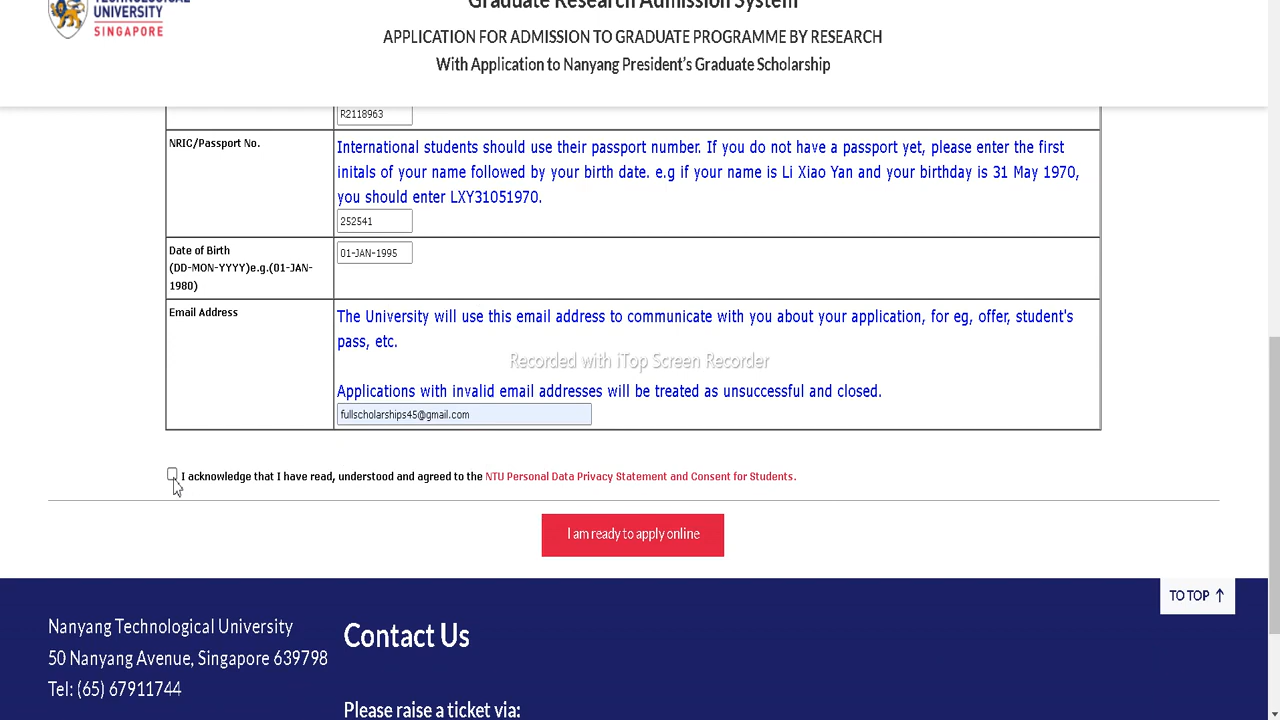 UNIVERSITY
SINGAPORE
Graduate Research Admission System
APPLICATION FOR ADMISSION TO GRADUATE PROGRAMME BY RESEARCH
With Application to Nanyang President's Graduate Scholarship
R2118963
NRIC/Passport No.
International students should use their passport number. If you do not have a passport yet, please enter the first
initals of your name followed by your birth date. e.g if your name is Li Xiao Yan and your birthday is 31 May 1970,
you should enter LXY31051970.
252541
Date of Birth
(DD-MON-YYYY)e.g.(01-JAN-
1980)
01-JAN-1995
Email Address
The University will use this email address to communicate with you about your application, for eg, offer, student's
pass, etc.
Recorded with iTop Screen Recorder
Applications with invalid email addresses will be treated as unsuccessful and closed.
fullscholarships45@gmail.com
I acknowledge that I have read, understood and agreed to the NTU Personal Data Privacy Statement and Consent for Students.
I am ready to apply online
TO TOP ↑
Nanyang Technological University
50 Nanyang Avenue, Singapore 639798
Tel: (65) 67911744
Contact Us
Please raise a ticket via: